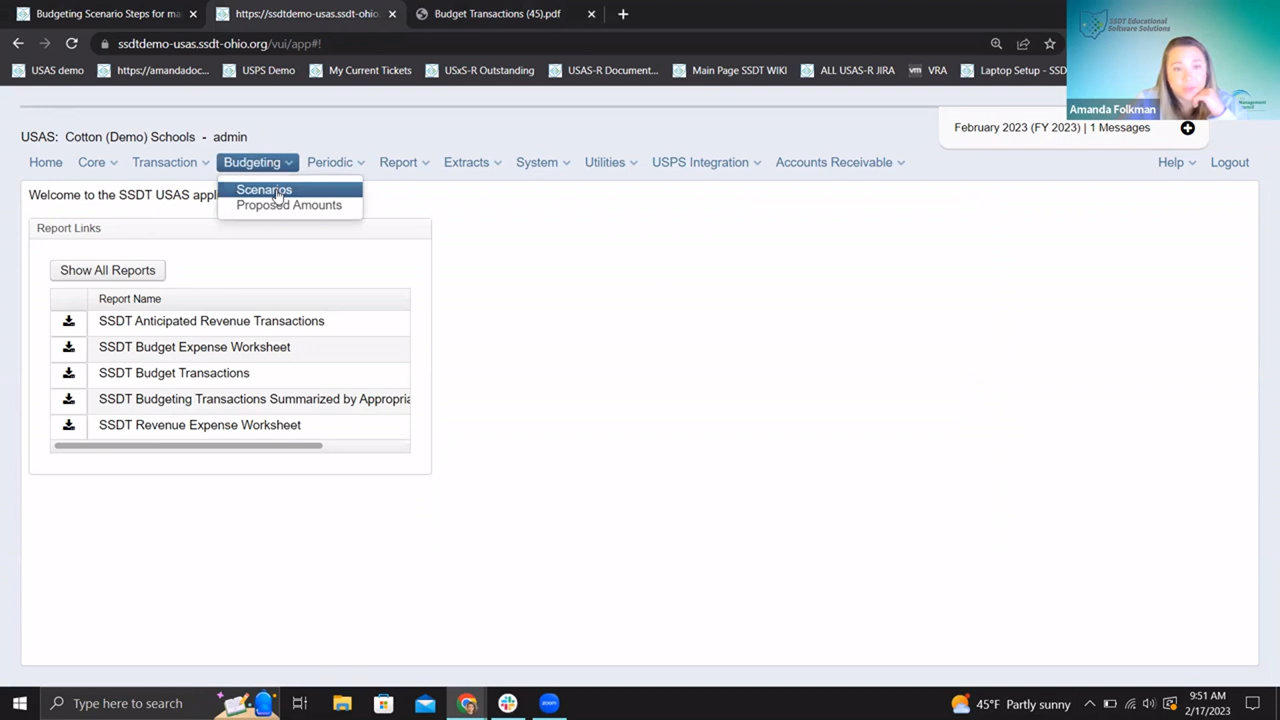 Budgeting Scenario Steps for ma
https://ssdtdemo-usas.ssdt-ohio.
Budget Transactions (45).pdf
ssdtdemo-usas.ssdt-ohio.org/vui/app#!
USAS demo
https://amandadoc...
USPS Demo
My Current Tickets
USxS-R Outstanding
USAS-R Document...
Main Page SSDT WIKI
ALL USAS-R JIRA
vm VRA
Laptop Setup - SSD
SSDT Educational
Software Solutions
Management
Amanda Folkman
USAS: Cotton (Demo) Schools - admin
February 2023 (FY 2023) | 1 Messages
Home Core Transaction Budgeting Periodic Report Extracts System Utilities USPS Integration Accounts Receivable Help Logout
Scenarios
Proposed Amounts
Welcome to the SSDT USAS appl
Report Links
Show All Reports
Report Name
SSDT Anticipated Revenue Transactions
SSDT Budget Expense Worksheet
SSDT Budget Transactions
SSDT Budgeting Transactions Summarized by Appropria
SSDT Revenue Expense Worksheet
Type here to search
zoom
45°F Partly sunny
9:51 AM
2/17/2023